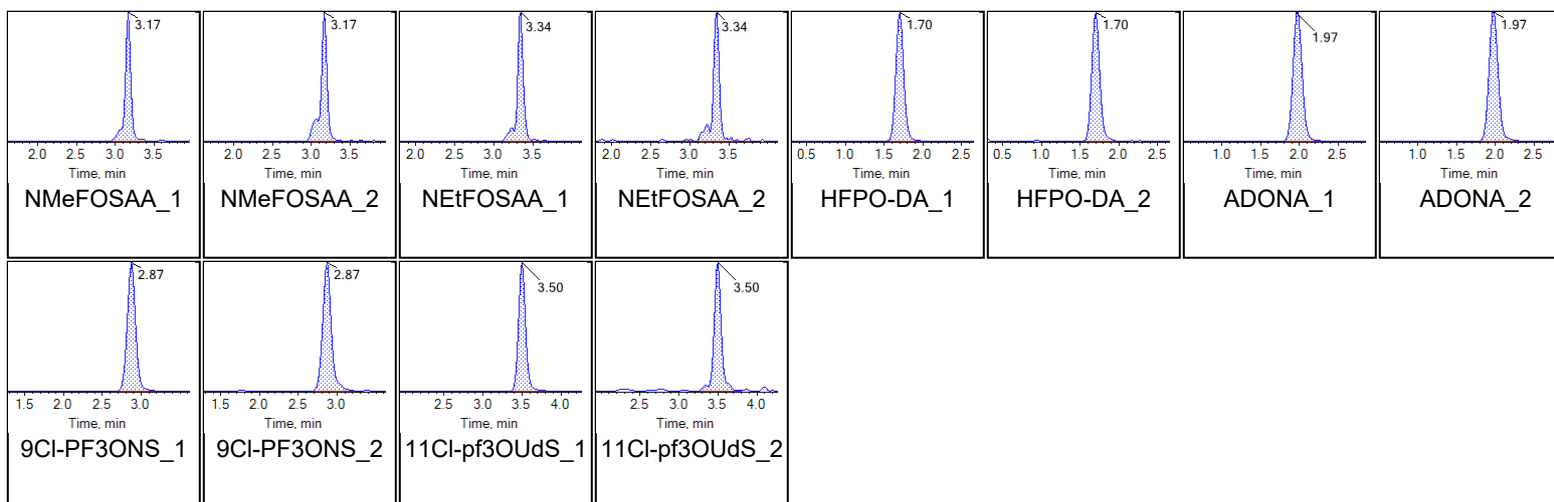 3.17 3.17 3.34 3.34 1.70 1.70 1.97 1.97
2.0 2.5 3.0 3.5 2.0 2.5 3.0 3.5 2.0 2.5 3.0 3.5 2.0 2.5 3.0 3.5 0.5 1.0 1.5 2.0 2.5 0.5 1.0 1.5 2.0 2.5 1.0 1.5 2.0 2.5 1.0 1.5 2.0 2.5
Time, min Time, min Time, min Time, min Time, min Time, min Time, min Time, min
NMeFOSAA_1 NMeFOSAA_2 NEtFOSAA_1 NEtFOSAA_2 HFPO-DA_1 HFPO-DA_2 ADONA_1 ADONA_2
2.87 2.87 3.50 3.50
1.5 2.0 2.5 3.0 1.5 2.0 2.5 3.0 2.5 3.0 3.5 4.0 2.5 3.0 3.5 4.0
Time, min Time, min Time, min Time, min
9Cl-PF3ONS_1 9Cl-PF3ONS_2 11Cl-pf3OUdS_1 11Cl-pf3OUdS_2